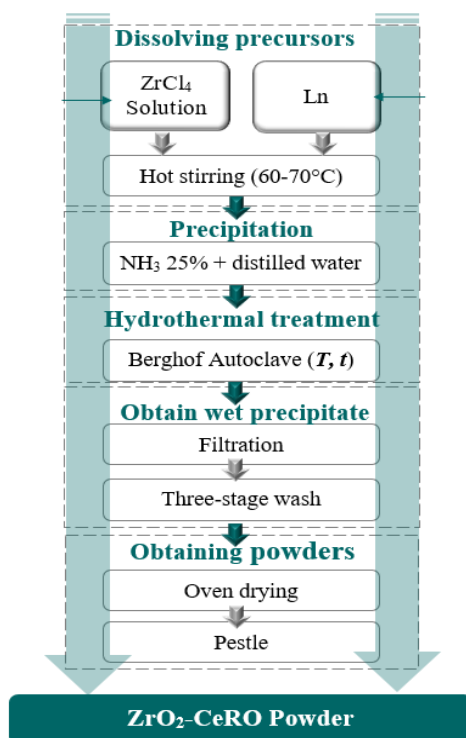 Dissolving precursors
ZrCl₄
Solution
Ln
Hot stirring (60-70°C)
Precipitation
NH₃ 25% + distilled water
Hydrothermal treatment
Berghof Autoclave (T, t)
Obtain wet precipitate
Filtration
Three-stage wash
Obtaining powders
Oven drying
Pestle
ZrO₂-CeRO Powder